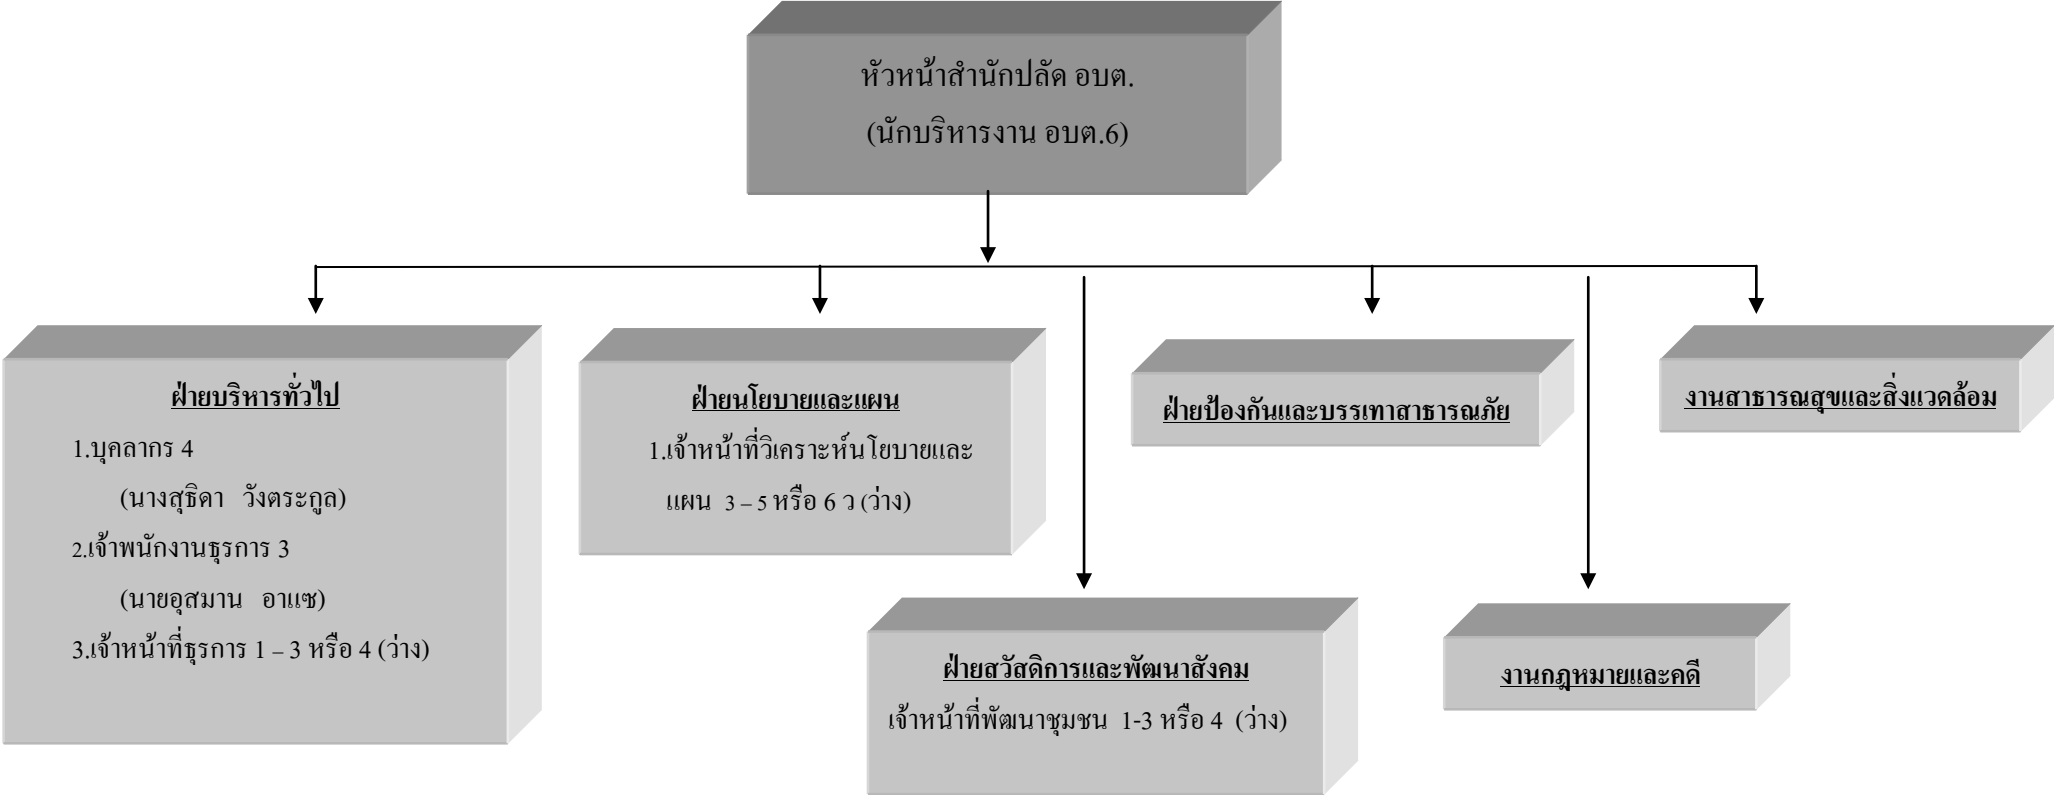 หัวหน้าสำนักปลัด อบต.
(นักบริหารงาน อบต.6)
ฝ่ายบริหารทั่วไป
1.บุคลากร 4
(นางสุธิดา วังตระกูล)
2.เจ้าพนักงานธุรการ 3
(นายอุสมาน อาแซ)
3.เจ้าหน้าที่ธุรการ 1 – 3 หรือ 4 (ว่าง)
ฝ่ายนโยบายและแผน
1.เจ้าหน้าที่วิเคราะห์นโยบายและ
แผน 3 – 5 หรือ 6 ว (ว่าง)
ฝ่ายสวัสดิการและพัฒนาสังคม
เจ้าหน้าที่พัฒนาชุมชน 1-3 หรือ 4 (ว่าง)
ฝ่ายป้องกันและบรรเทาสาธารณภัย
งานกฎหมายและคดี
งานสาธารณสุขและสิ่งแวดล้อม